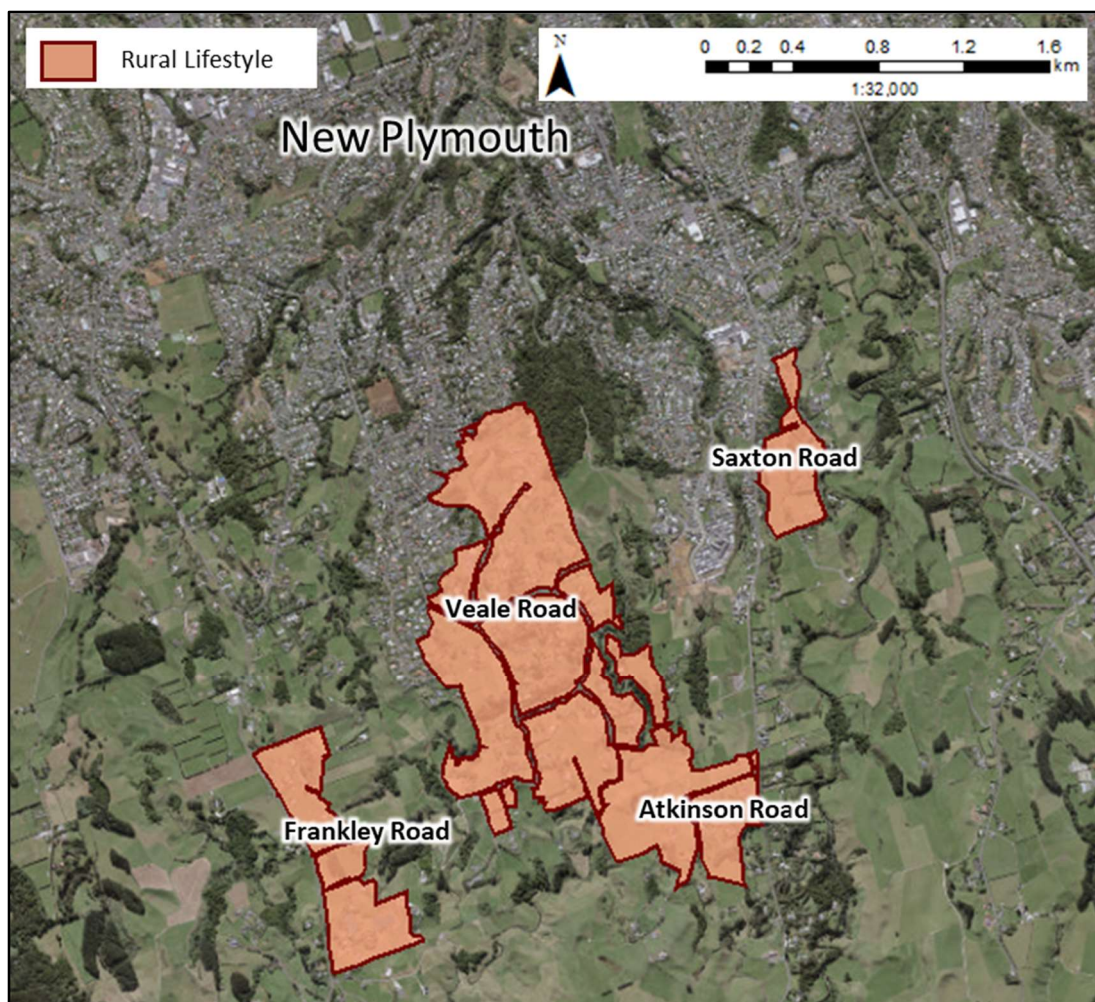 Rural Lifestyle
N
0 0.2 0.4 0.8 1.2 1.6
km
1:32,000
New Plymouth
Saxton Road
Veale Road
Atkinson Road
Frankley Road